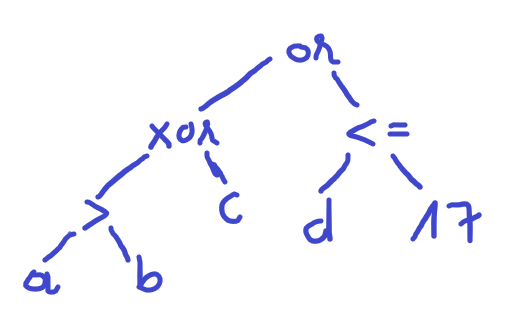 or
xor <=
> c d 17
a b